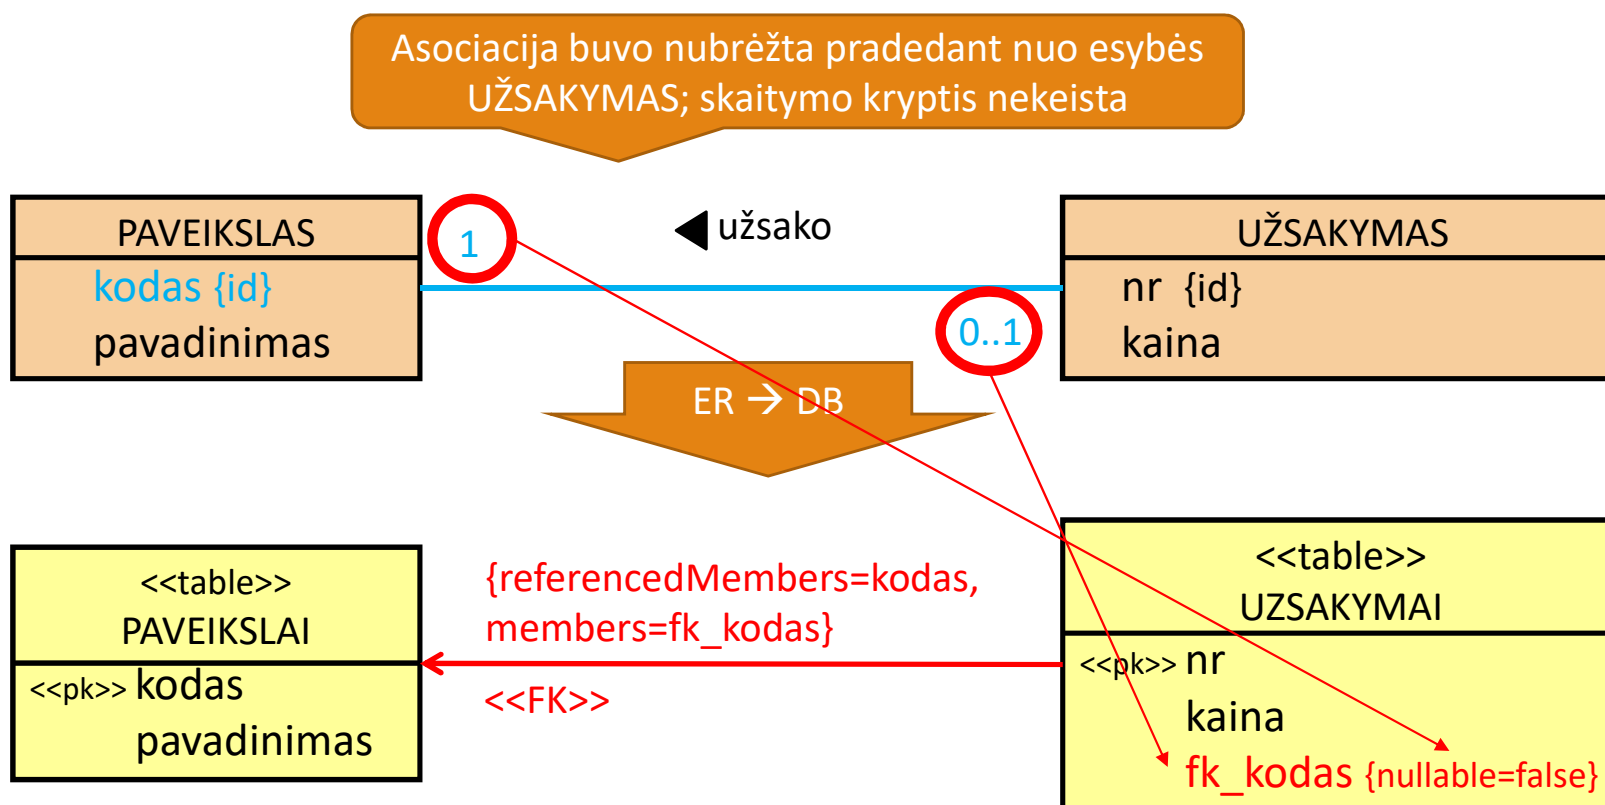 Asociacija buvo nubrėžta pradedant nuo esybės
UŽSAKYMAS; skaitymo kryptis nekeista
PAVEIKSLAS
kodas {id}
pavadinimas
1
◀ užsako
0..1
UŽSAKYMAS
nr {id}
kaina
ER → DB
<<table>>
PAVEIKSLAI
<<pk>> kodas
pavadinimas
{referencedMembers=kodas,
members=fk_kodas}
<<FK>>
<<table>>
UZSAKYMAI
<<pk>> nr
kaina
fk_kodas {nullable=false}